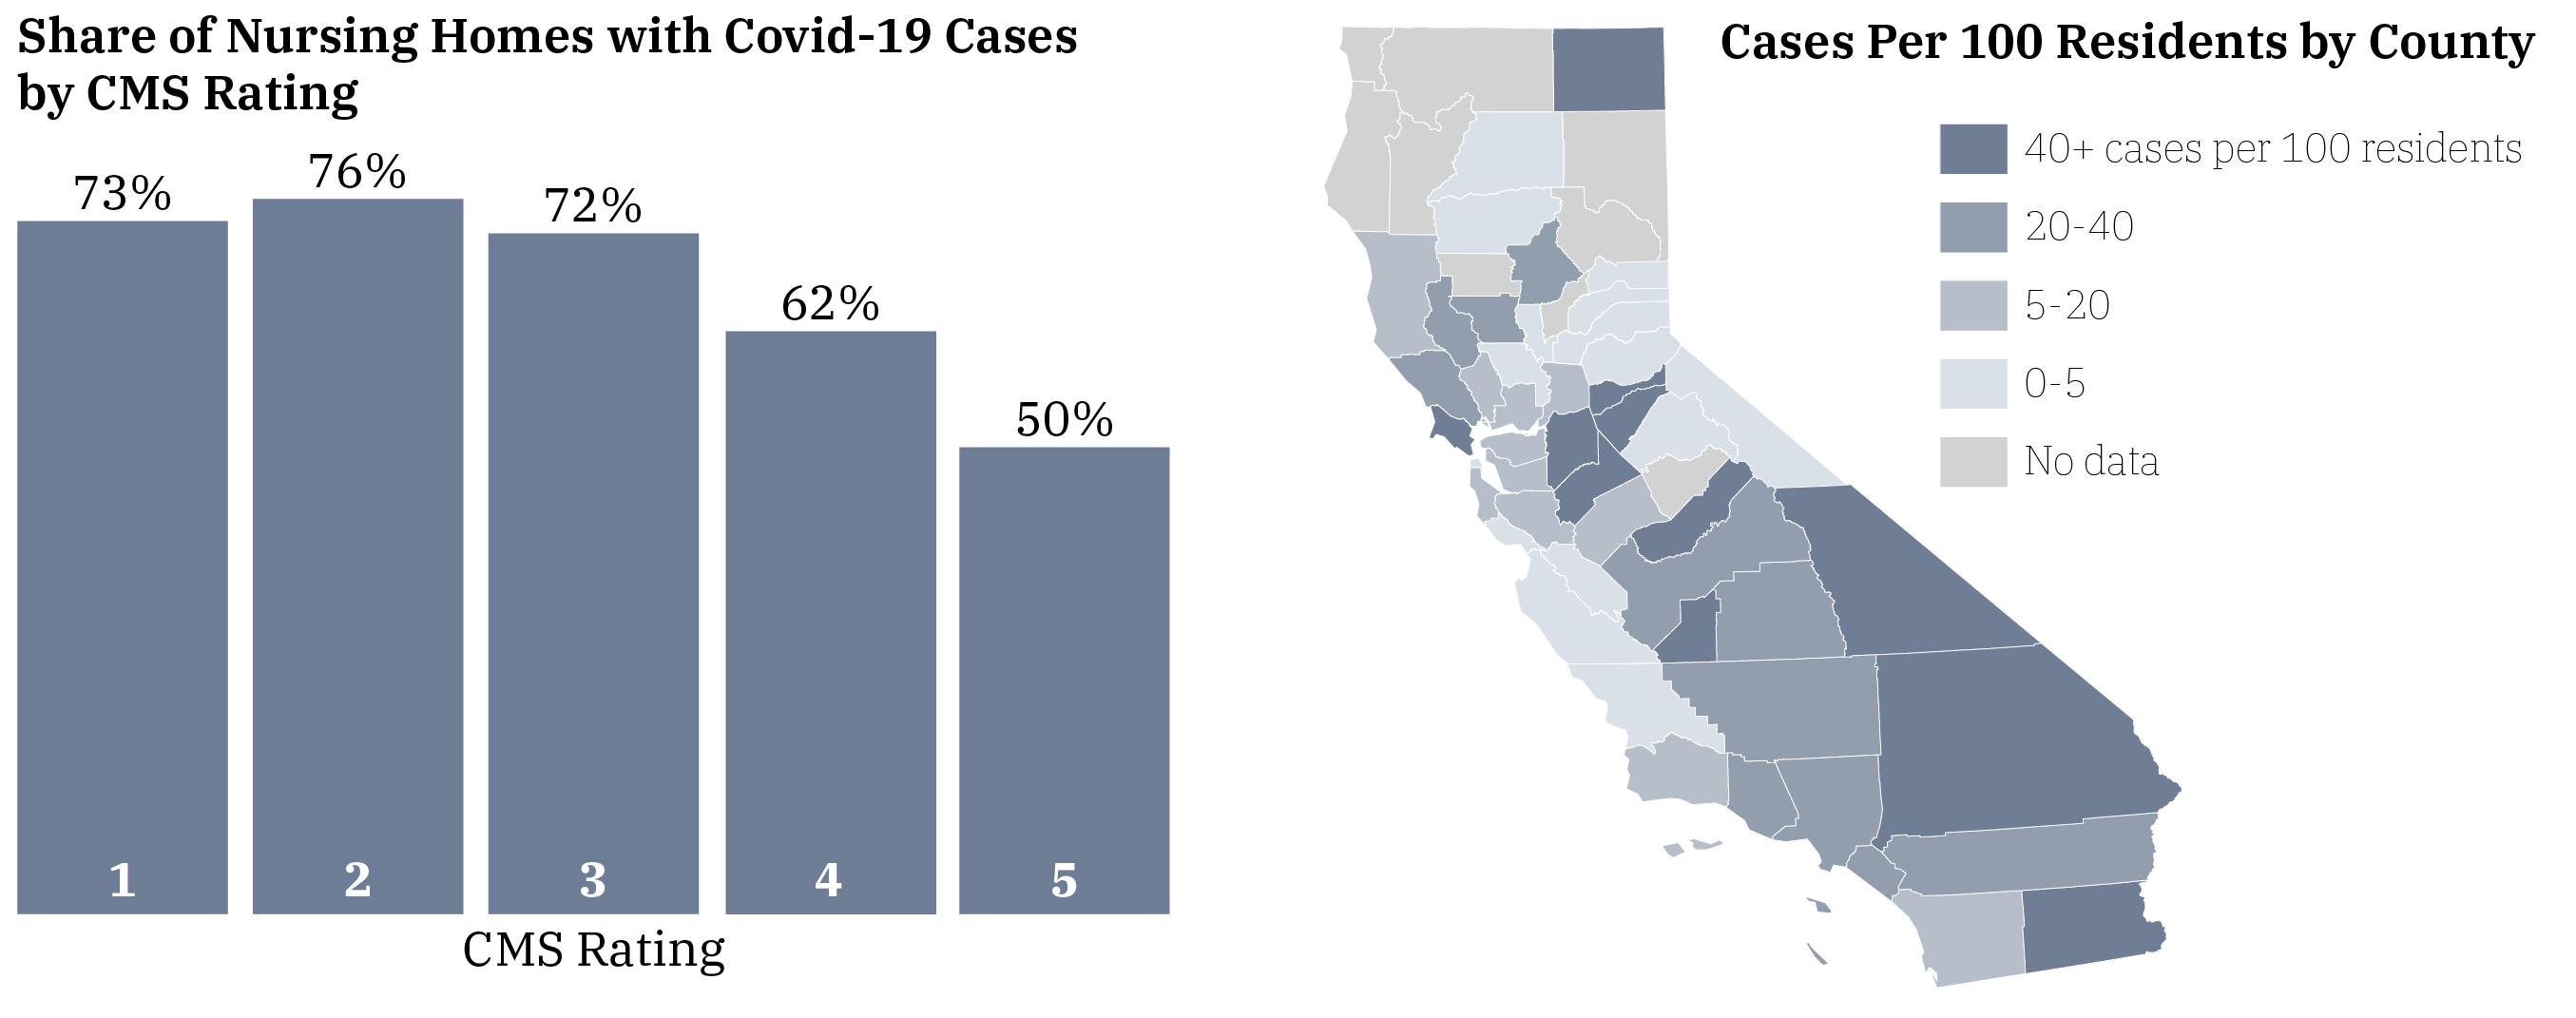 Share of Nursing Homes with Covid-19 Cases
by CMS Rating
73%
76%
72%
62%
50%
1
2
3
4
5
CMS Rating
Cases Per 100 Residents by County
40+ cases per 100 residents
20-40
5-20
0-5
No data